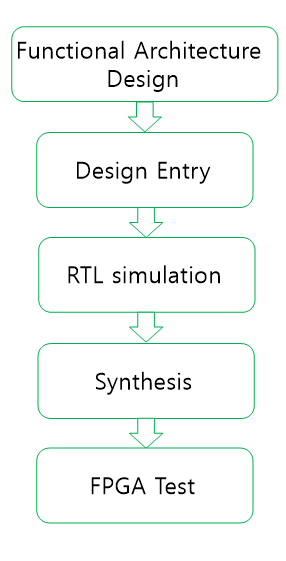 Functional Architecture
Design
Design Entry
RTL simulation
Synthesis
FPGA Test